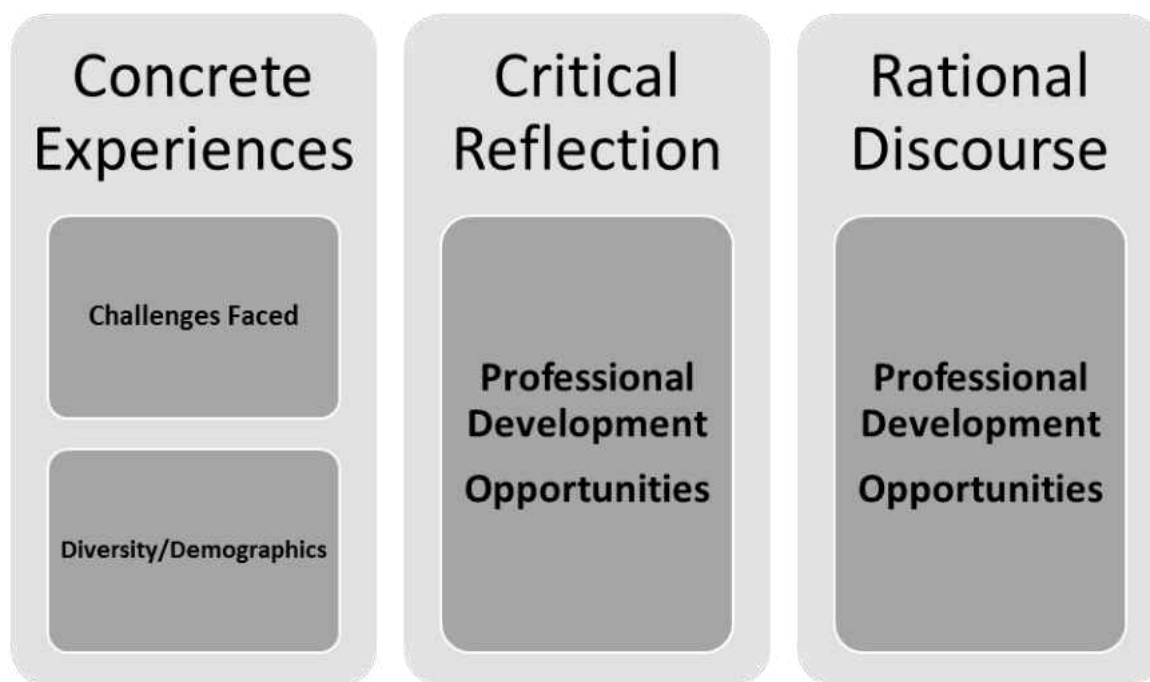 Concrete
Experiences
Challenges Faced
Diversity/Demographics
Critical
Reflection
Professional
Development
Opportunities
Rational
Discourse
Professional
Development
Opportunities